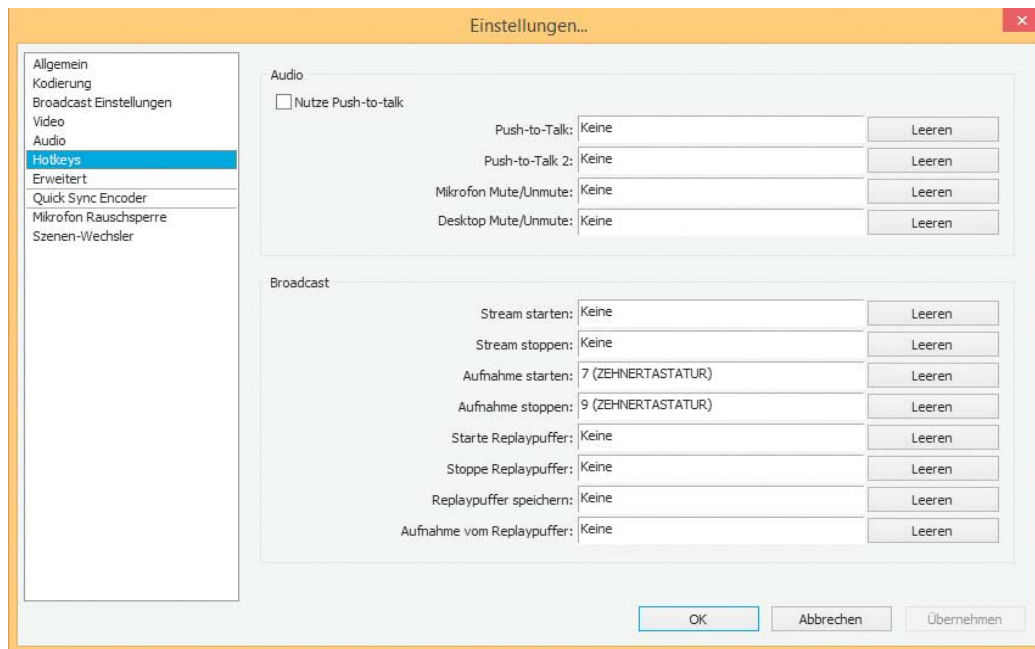 Einstellungen...
Allgemein
Kodierung
Broadcast Einstellungen
Video
Audio
Hotkeys
Erweitert
Quick Sync Encoder
Mikrofon Rauschsperre
Szenen-Wechsler
Audio
Nutze Push-to-talk
Push-to-Talk: Keine Leeren
Push-to-Talk 2: Keine Leeren
Mikrofon Mute/Unmute: Keine Leeren
Desktop Mute/Unmute: Keine Leeren
Broadcast
Stream starten: Keine Leeren
Stream stoppen: Keine Leeren
Aufnahme starten: 7 (ZEHNERTASTATUR) Leeren
Aufnahme stoppen: 9 (ZEHNERTASTATUR) Leeren
Starte Replaypuffer: Keine Leeren
Stoppe Replaypuffer: Keine Leeren
Replaypuffer speichern: Keine Leeren
Aufnahme vom Replaypuffer: Keine Leeren
OK Abbrechen Übernehmen